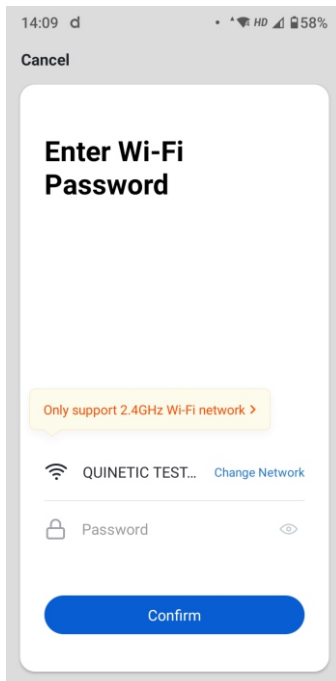 14:09 d HD 58%
Cancel
Enter Wi-Fi
Password
Only support 2.4GHz Wi-Fi network >
QUINETIC TEST... Change Network
Password
Confirm